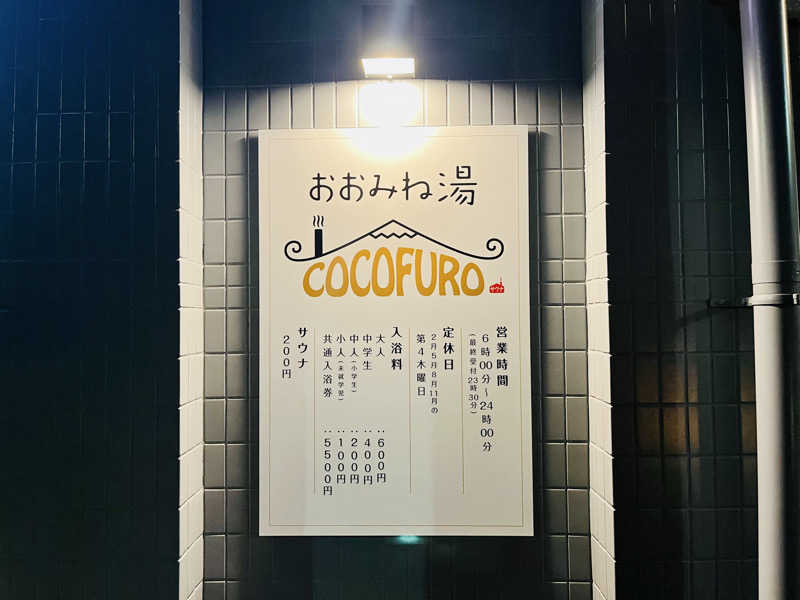 おおみね湯
COCOFURO
サウナ
営業時間
6時00分～24時00分
(最終受付23時30分)
定休日
2月5月8月11月の
第4木曜日
入浴料
大人 ‥600円
中学生 ‥400円
中人(小学生) ‥200円
小人(未就学児) ‥100円
共通入浴券 ‥5500円
サウナ
200円